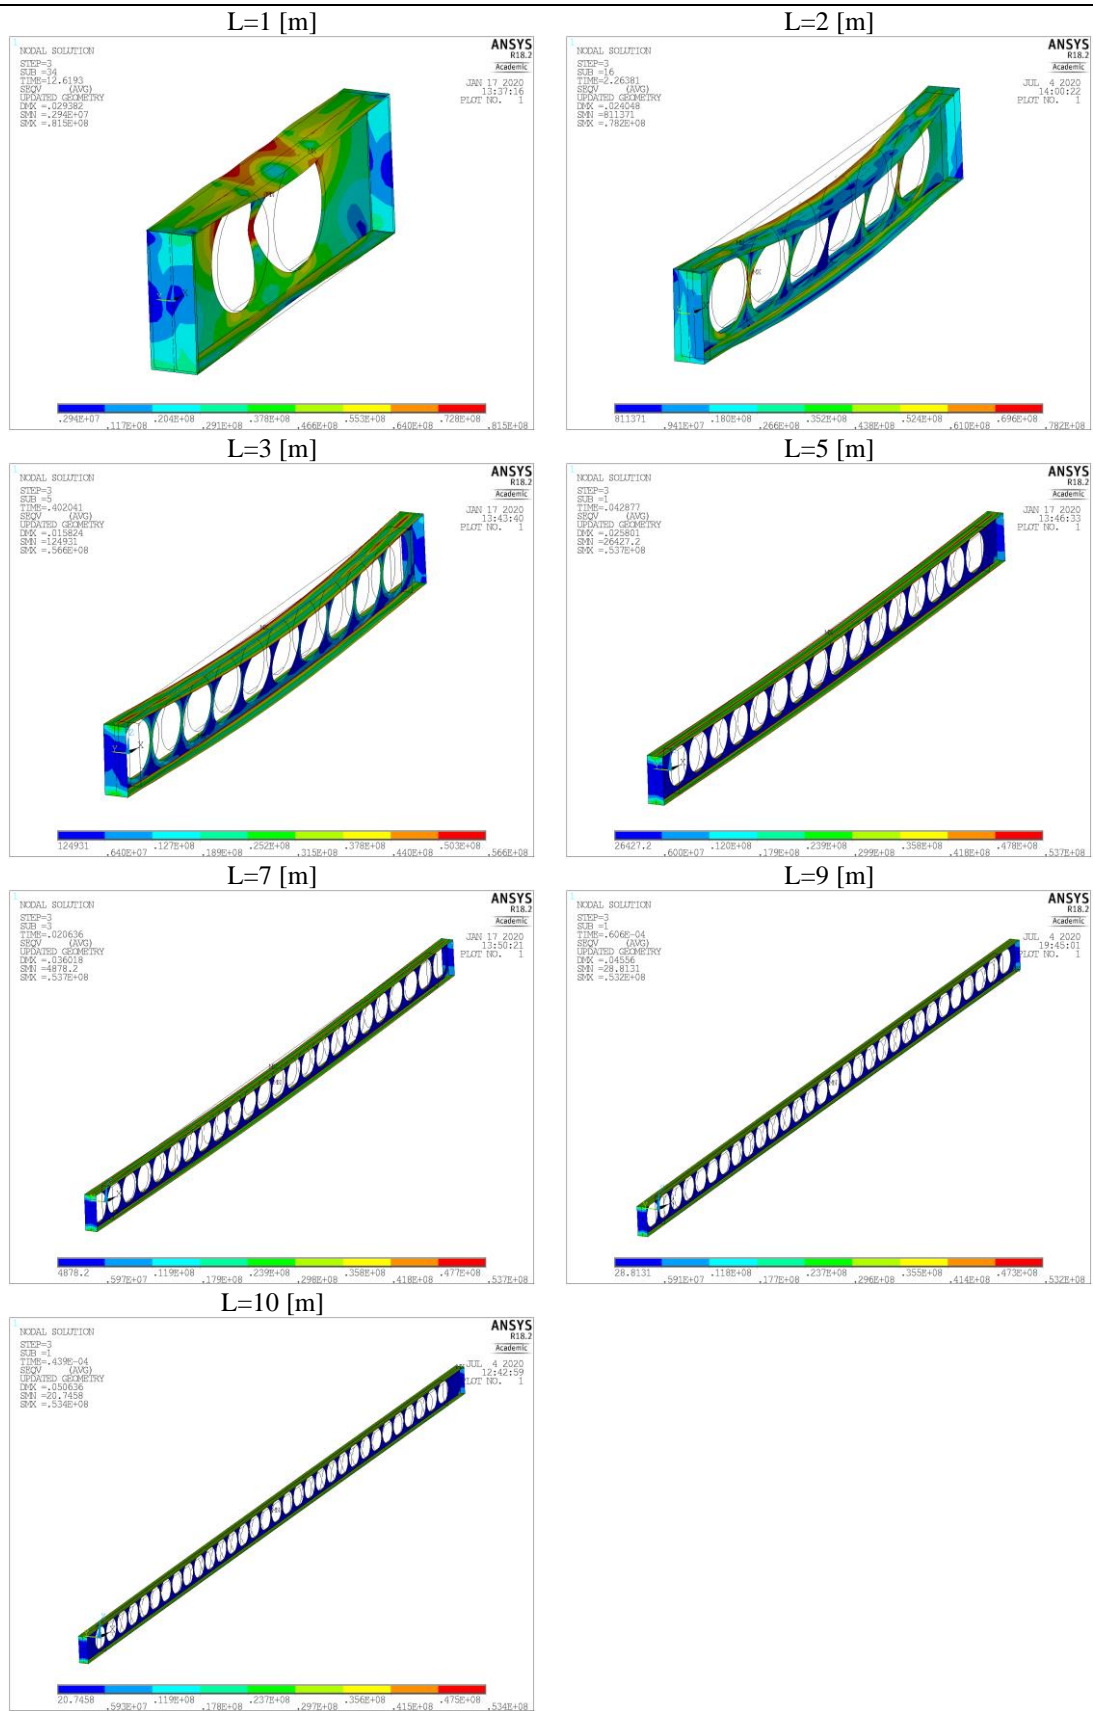 L=1 [m]
1
NODAL SOLUTION
STEP=3
SUB =34
TIME=12.6193
SEQV (AVG)
UPDATED GEOMETRY
DMX =.029382
SMN =.294E+07
SMX =.815E+08
ANSYS
R18.2
Academic
JAN 17 2020
13:37:16
PLOT NO. 1
MN
Y X
.294E+07 .204E+08 .378E+08 .553E+08 .728E+08
.117E+08 .291E+08 .466E+08 .640E+08 .815E+08
L=2 [m]
NODAL SOLUTION
STEP=3
SUB =16
TIME=2.26381
SEQV (AVG)
UPDATED GEOMETRY
DMX =.024048
SMN =811371
SMX =.782E+08
ANSYS
R18.2
Academic
JUL 4 2020
14:00:22
PLOT NO. 1
MX
811371 .180E+08 .352E+08 .524E+08 .696E+08
.941E+07 .266E+08 .438E+08 .610E+08 .782E+08
L=3 [m]
1
NODAL SOLUTION
STEP=3
SUB =5
TIME=.402041
SEQV (AVG)
UPDATED GEOMETRY
DMX =.015824
SMN =124931
SMX =.566E+08
ANSYS
R18.2
Academic
JAN 17 2020
13:43:40
PLOT NO. 1
Y X
124931 .127E+08 .252E+08 .378E+08 .503E+08
.640E+07 .189E+08 .315E+08 .440E+08 .566E+08
L=5 [m]
1
NODAL SOLUTION
STEP=3
SUB =1
TIME=.042877
SEQV (AVG)
UPDATED GEOMETRY
DMX =.025801
SMN =26427.2
SMX =.537E+08
ANSYS
R18.2
Academic
JAN 17 2020
13:46:33
PLOT NO. 1
26427.2 .120E+08 .239E+08 .358E+08 .478E+08
.600E+07 .179E+08 .299E+08 .418E+08 .537E+08
L=7 [m]
1
NODAL SOLUTION
STEP=3
SUB =3
TIME=.020636
SEQV (AVG)
UPDATED GEOMETRY
DMX =.036018
SMN =4878.2
SMX =.537E+08
ANSYS
R18.2
Academic
JAN 17 2020
13:50:21
PLOT NO. 1
MN
4878.2 .119E+08 .239E+08 .358E+08 .477E+08
.597E+07 .179E+08 .298E+08 .418E+08 .537E+08
L=9 [m]
1
NODAL SOLUTION
STEP=3
SUB =1
TIME=.606E-04
SEQV (AVG)
UPDATED GEOMETRY
DMX =.04556
SMN =28.8131
SMX =.532E+08
ANSYS
R18.2
Academic
JUL 4 2020
19:45:01
PLOT NO. 1
MN
28.8131 .118E+08 .237E+08 .355E+08 .473E+08
.591E+07 .177E+08 .296E+08 .414E+08 .532E+08
L=10 [m]
1
NODAL SOLUTION
STEP=3
SUB =1
TIME=.439E-04
SEQV (AVG)
UPDATED GEOMETRY
DMX =.050636
SMN =20.7458
SMX =.534E+08
ANSYS
R18.2
Academic
JUL 4 2020
12:42:59
PLOT NO. 1
MN
20.7458 .119E+08 .237E+08 .356E+08 .475E+08
.593E+07 .178E+08 .297E+08 .415E+08 .534E+08